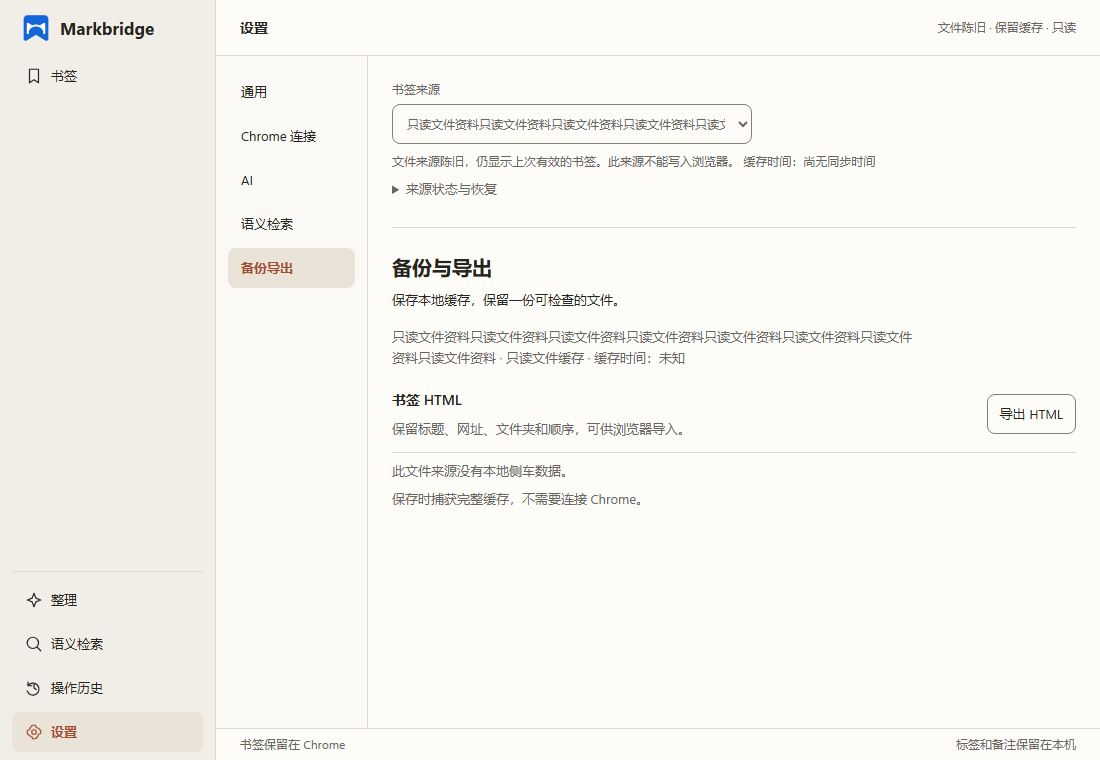 Markbridge
书签
整理
语义检索
操作历史
设置
设置
文件陈旧 · 保留缓存 · 只读
通用
Chrome 连接
AI
语义检索
备份导出
书签来源
只读文件资料只读文件资料只读文件资料只读文件资料只读文
文件来源陈旧，仍显示上次有效的书签。此来源不能写入浏览器。 缓存时间：尚无同步时间
来源状态与恢复
备份与导出
保存本地缓存，保留一份可检查的文件。
只读文件资料只读文件资料只读文件资料只读文件资料只读文件资料只读文件资料只读文件
资料只读文件资料 · 只读文件缓存 · 缓存时间：未知
书签 HTML
保留标题、网址、文件夹和顺序，可供浏览器导入。
导出 HTML
此文件来源没有本地侧车数据。
保存时捕获完整缓存，不需要连接 Chrome。
书签保留在 Chrome
标签和备注保留在本机